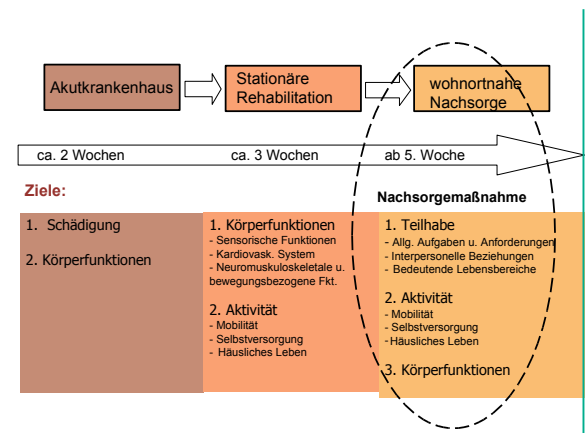 Akutkrankenhaus
Stationäre
Rehabilitation
wohnortnahe
Nachsorge
ca. 2 Wochen
ca. 3 Wochen
ab 5. Woche
Ziele:
Nachsorgemaßnahme
1. Schädigung
2. Körperfunktionen
1. Körperfunktionen
- Sensorische Funktionen
- Kardiovask. System
- Neuromuskuloskeletale u.
bewegungsbezogene Fkt.
2. Aktivität
- Mobilität
- Selbstversorgung
- Häusliches Leben
1. Teilhabe
- Allg. Aufgaben u. Anforderungen
- Interpersonelle Beziehungen
- Bedeutende Lebensbereiche
2. Aktivität
- Mobilität
- Selbstversorgung
-Häusliches Leben
3. Körperfunktionen